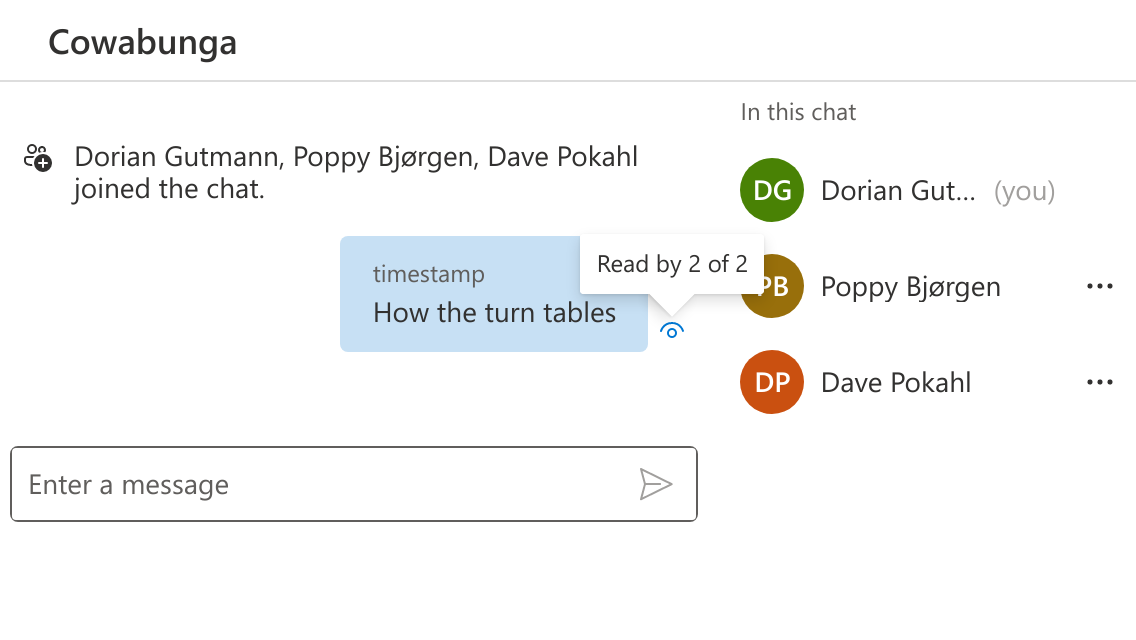 Cowabunga
In this chat
Dorian Gutmann, Poppy Bjørgen, Dave Pokahl
joined the chat.
DG Dorian Gut... (you)
timestamp
How the turn tables
Read by 2 of 2
PB Poppy Bjørgen
DP Dave Pokahl
Enter a message